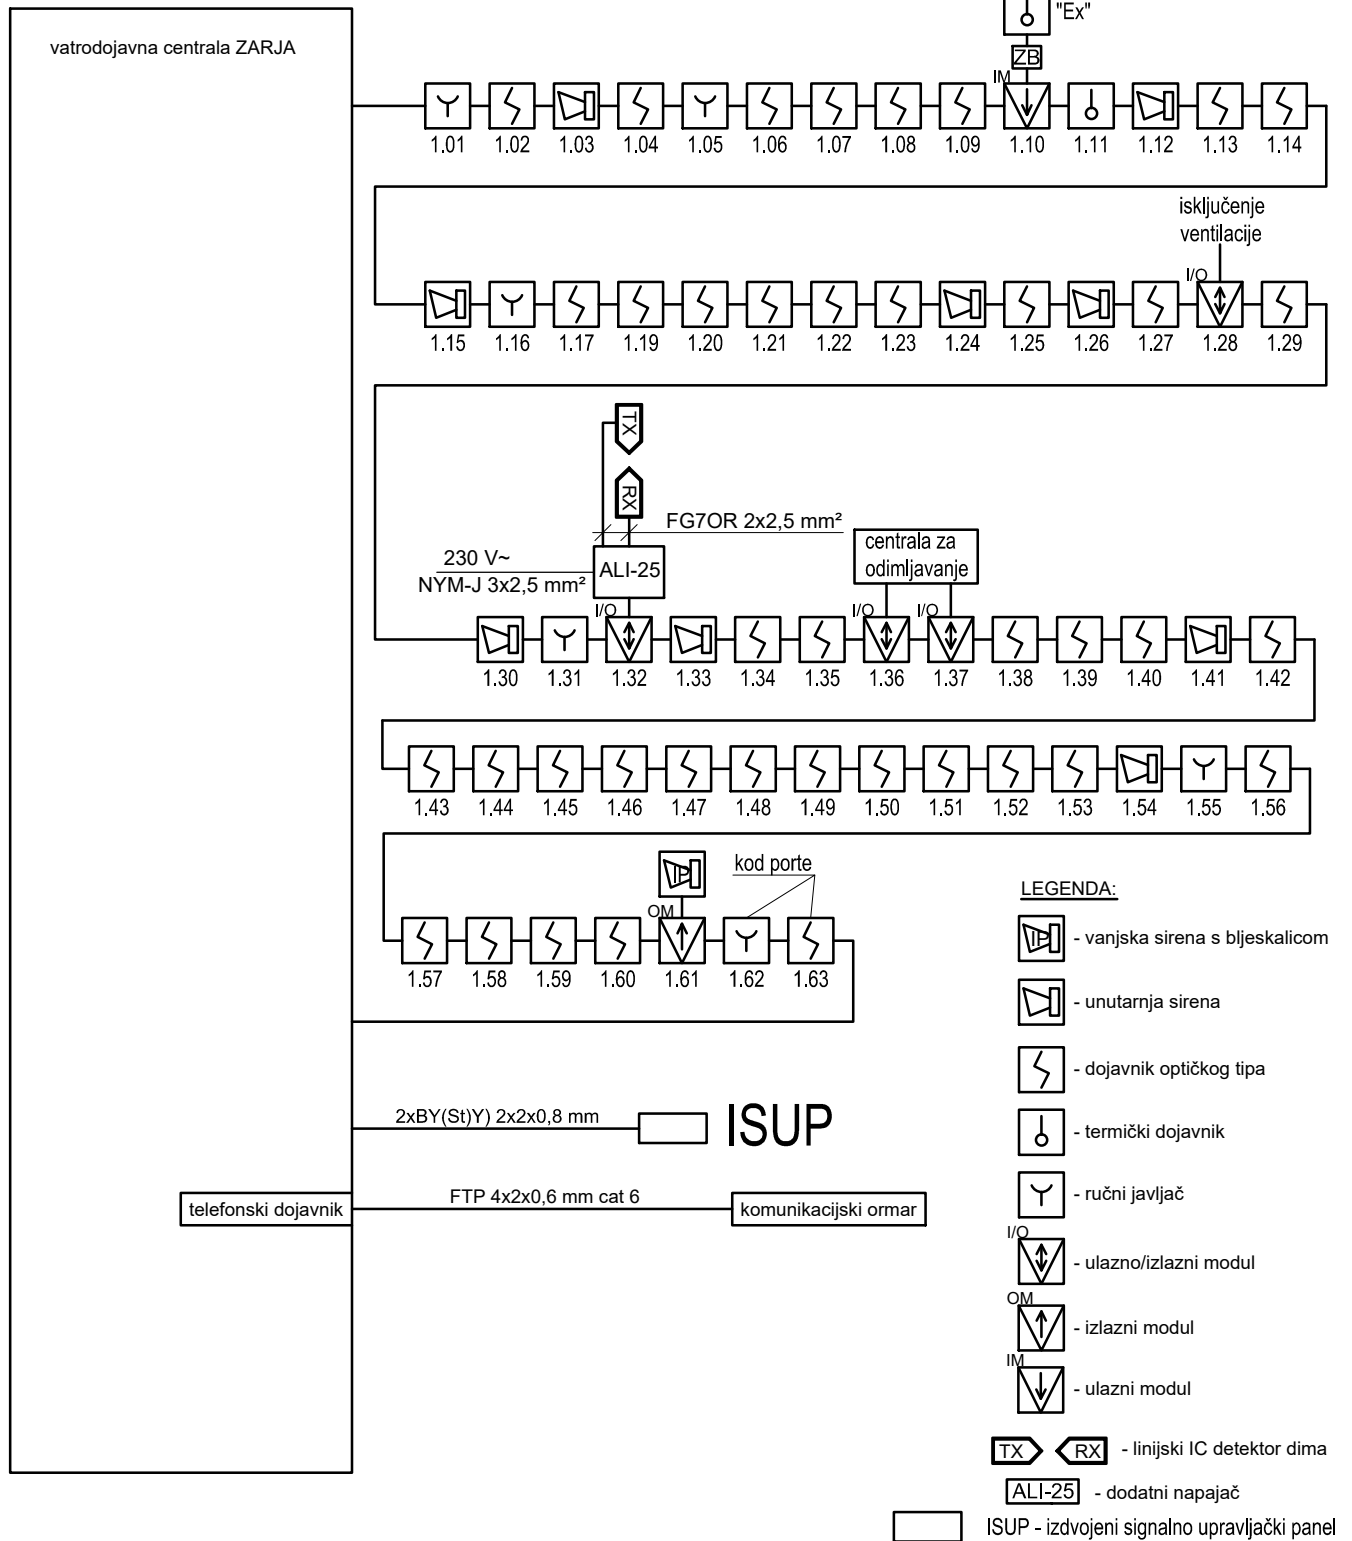 "Ex"
vatrodojavna centrala ZARJA
ZB
IM
1.01 1.02 1.03 1.04 1.05 1.06 1.07 1.08 1.09 1.10 1.11 1.12 1.13 1.14
isključenje
ventilacije
I/O
1.15 1.16 1.17 1.19 1.20 1.21 1.22 1.23 1.24 1.25 1.26 1.27 1.28 1.29
TX
RX
FG7OR 2x2,5 mm²
centrala za
odimljavanje
230 V~
NYM-J 3x2,5 mm²
ALI-25
I/O I/O I/O
1.30 1.31 1.32 1.33 1.34 1.35 1.36 1.37 1.38 1.39 1.40 1.41 1.42
1.43 1.44 1.45 1.46 1.47 1.48 1.49 1.50 1.51 1.52 1.53 1.54 1.55 1.56
IP
kod porte
OM
1.57 1.58 1.59 1.60 1.61 1.62 1.63
LEGENDA:
IP - vanjska sirena s bljeskalicom
- unutarnja sirena
- dojavnik optičkog tipa
- termički dojavnik
- ručni javljač
I/O
- ulazno/izlazni modul
OM
- izlazni modul
IM
- ulazni modul
TX RX - linijski IC detektor dima
ALI-25 - dodatni napajač
ISUP - izdvojeni signalno upravljački panel
2xBY(St)Y) 2x2x0,8 mm
ISUP
telefonski dojavnik
FTP 4x2x0,6 mm cat 6
komunikacijski ormar